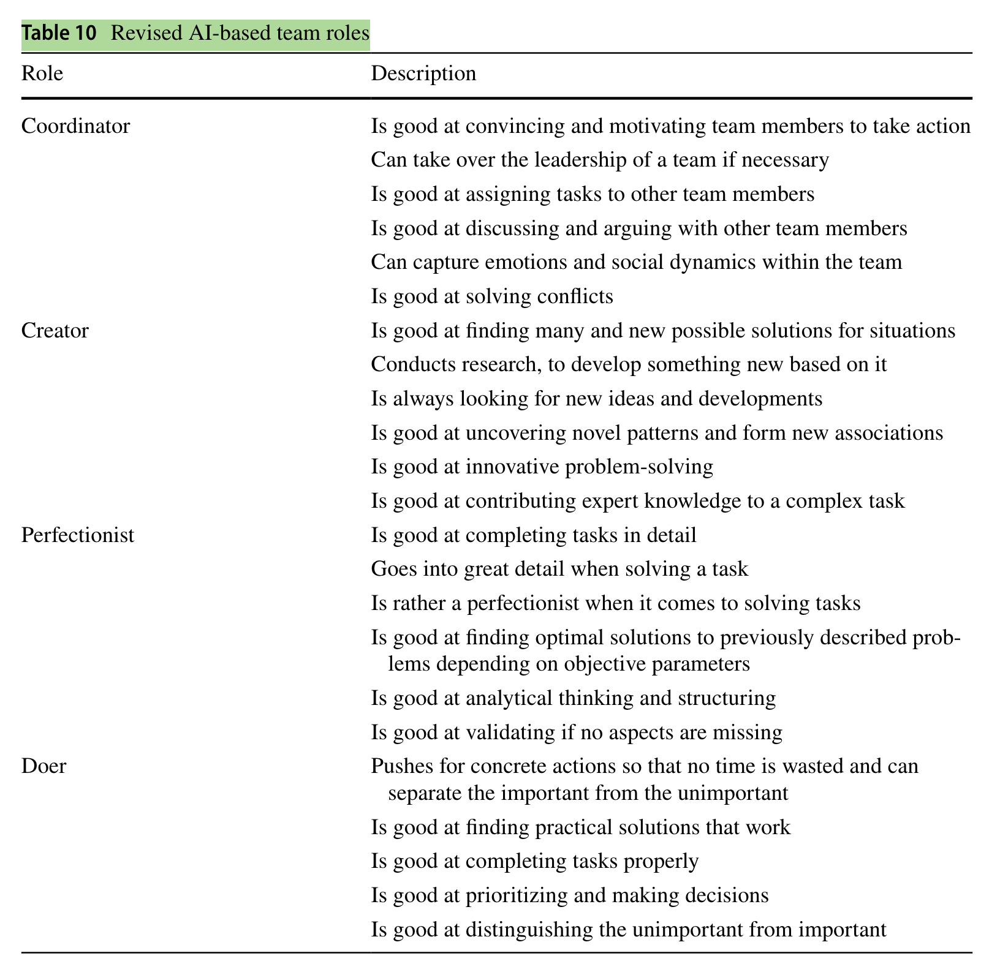 Table 10 Revised AI-based team roles
Role Description
Coordinator Is good at convincing and motivating team members to take action
Can take over the leadership of a team if necessary
Is good at assigning tasks to other team members
Is good at discussing and arguing with other team members
Can capture emotions and social dynamics within the team
Is good at solving conflicts
Creator Is good at finding many and new possible solutions for situations
Conducts research, to develop something new based on it
Is always looking for new ideas and developments
Is good at uncovering novel patterns and form new associations
Is good at innovative problem-solving
Is good at contributing expert knowledge to a complex task
Perfectionist Is good at completing tasks in detail
Goes into great detail when solving a task
Is rather a perfectionist when it comes to solving tasks
Is good at finding optimal solutions to previously described prob-
lems depending on objective parameters
Is good at analytical thinking and structuring
Is good at validating if no aspects are missing
Doer Pushes for concrete actions so that no time is wasted and can
separate the important from the unimportant
Is good at finding practical solutions that work
Is good at completing tasks properly
Is good at prioritizing and making decisions
Is good at distinguishing the unimportant from important